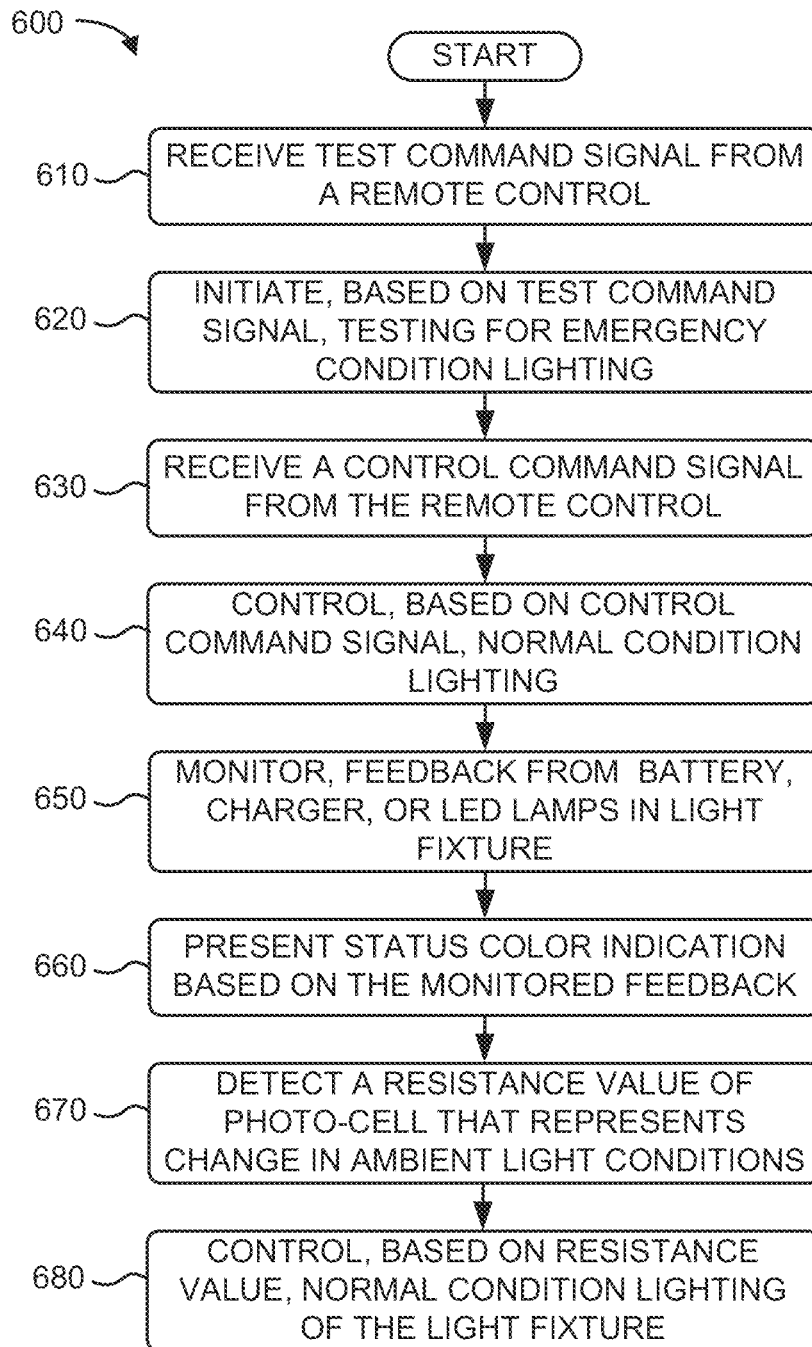 600
START
610
RECEIVE TEST COMMAND SIGNAL FROM
A REMOTE CONTROL
620
INITIATE, BASED ON TEST COMMAND
SIGNAL, TESTING FOR EMERGENCY
CONDITION LIGHTING
630
RECEIVE A CONTROL COMMAND SIGNAL
FROM THE REMOTE CONTROL
640
CONTROL, BASED ON CONTROL
COMMAND SIGNAL, NORMAL CONDITION
LIGHTING
650
MONITOR, FEEDBACK FROM BATTERY,
CHARGER, OR LED LAMPS IN LIGHT
FIXTURE
660
PRESENT STATUS COLOR INDICATION
BASED ON THE MONITORED FEEDBACK
670
DETECT A RESISTANCE VALUE OF
PHOTO-CELL THAT REPRESENTS
CHANGE IN AMBIENT LIGHT CONDITIONS
680
CONTROL, BASED ON RESISTANCE
VALUE, NORMAL CONDITION LIGHTING
OF THE LIGHT FIXTURE